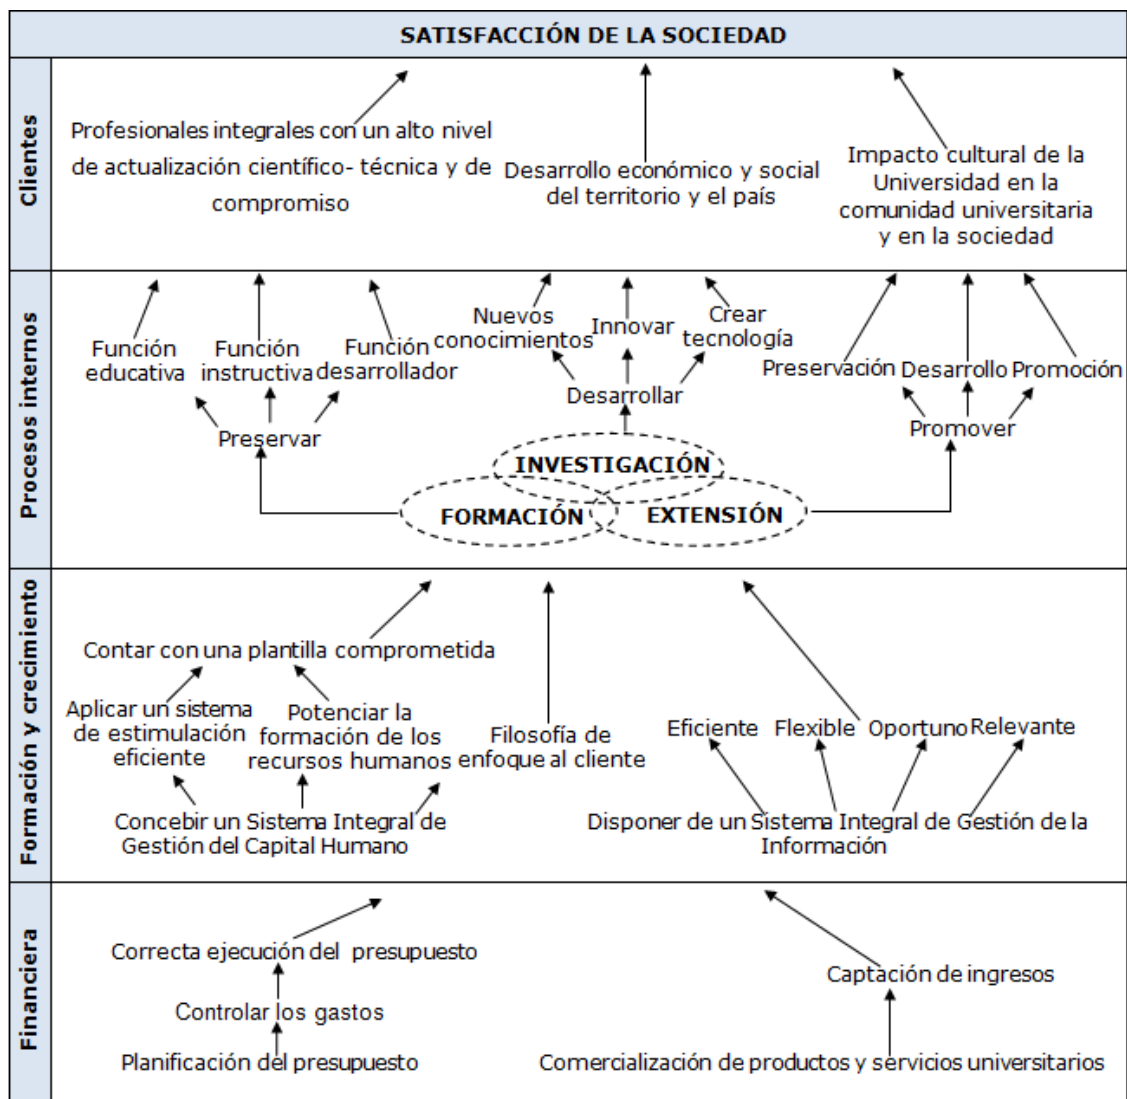 SATISFACCIÓN DE LA SOCIEDAD
Clientes
Profesionales integrales con un alto nivel
de actualización científico- técnica y de
compromiso
Desarrollo económico y social
del territorio y el país
Impacto cultural de la
Universidad en la
comunidad universitaria
y en la sociedad
Procesos internos
Función
educativa
Función
instructiva
Función
desarrollador
Preservar
Nuevos
conocimientos
Innovar
Crear
tecnología
Desarrollar
Preservación
Desarrollo
Promoción
Promover
INVESTIGACIÓN
FORMACIÓN
EXTENSIÓN
Formación y crecimiento
Contar con una plantilla comprometida
Aplicar un sistema
de estimulación
eficiente
Potenciar la
formación de los
recursos humanos
Filosofía de
enfoque al cliente
Eficiente
Flexible
Oportuno
Relevante
Concebir un Sistema Integral de
Gestión del Capital Humano
Disponer de un Sistema Integral de Gestión de la
Información
Financiera
Correcta ejecución del presupuesto
Controlar los gastos
Planificación del presupuesto
Captación de ingresos
Comercialización de productos y servicios universitarios